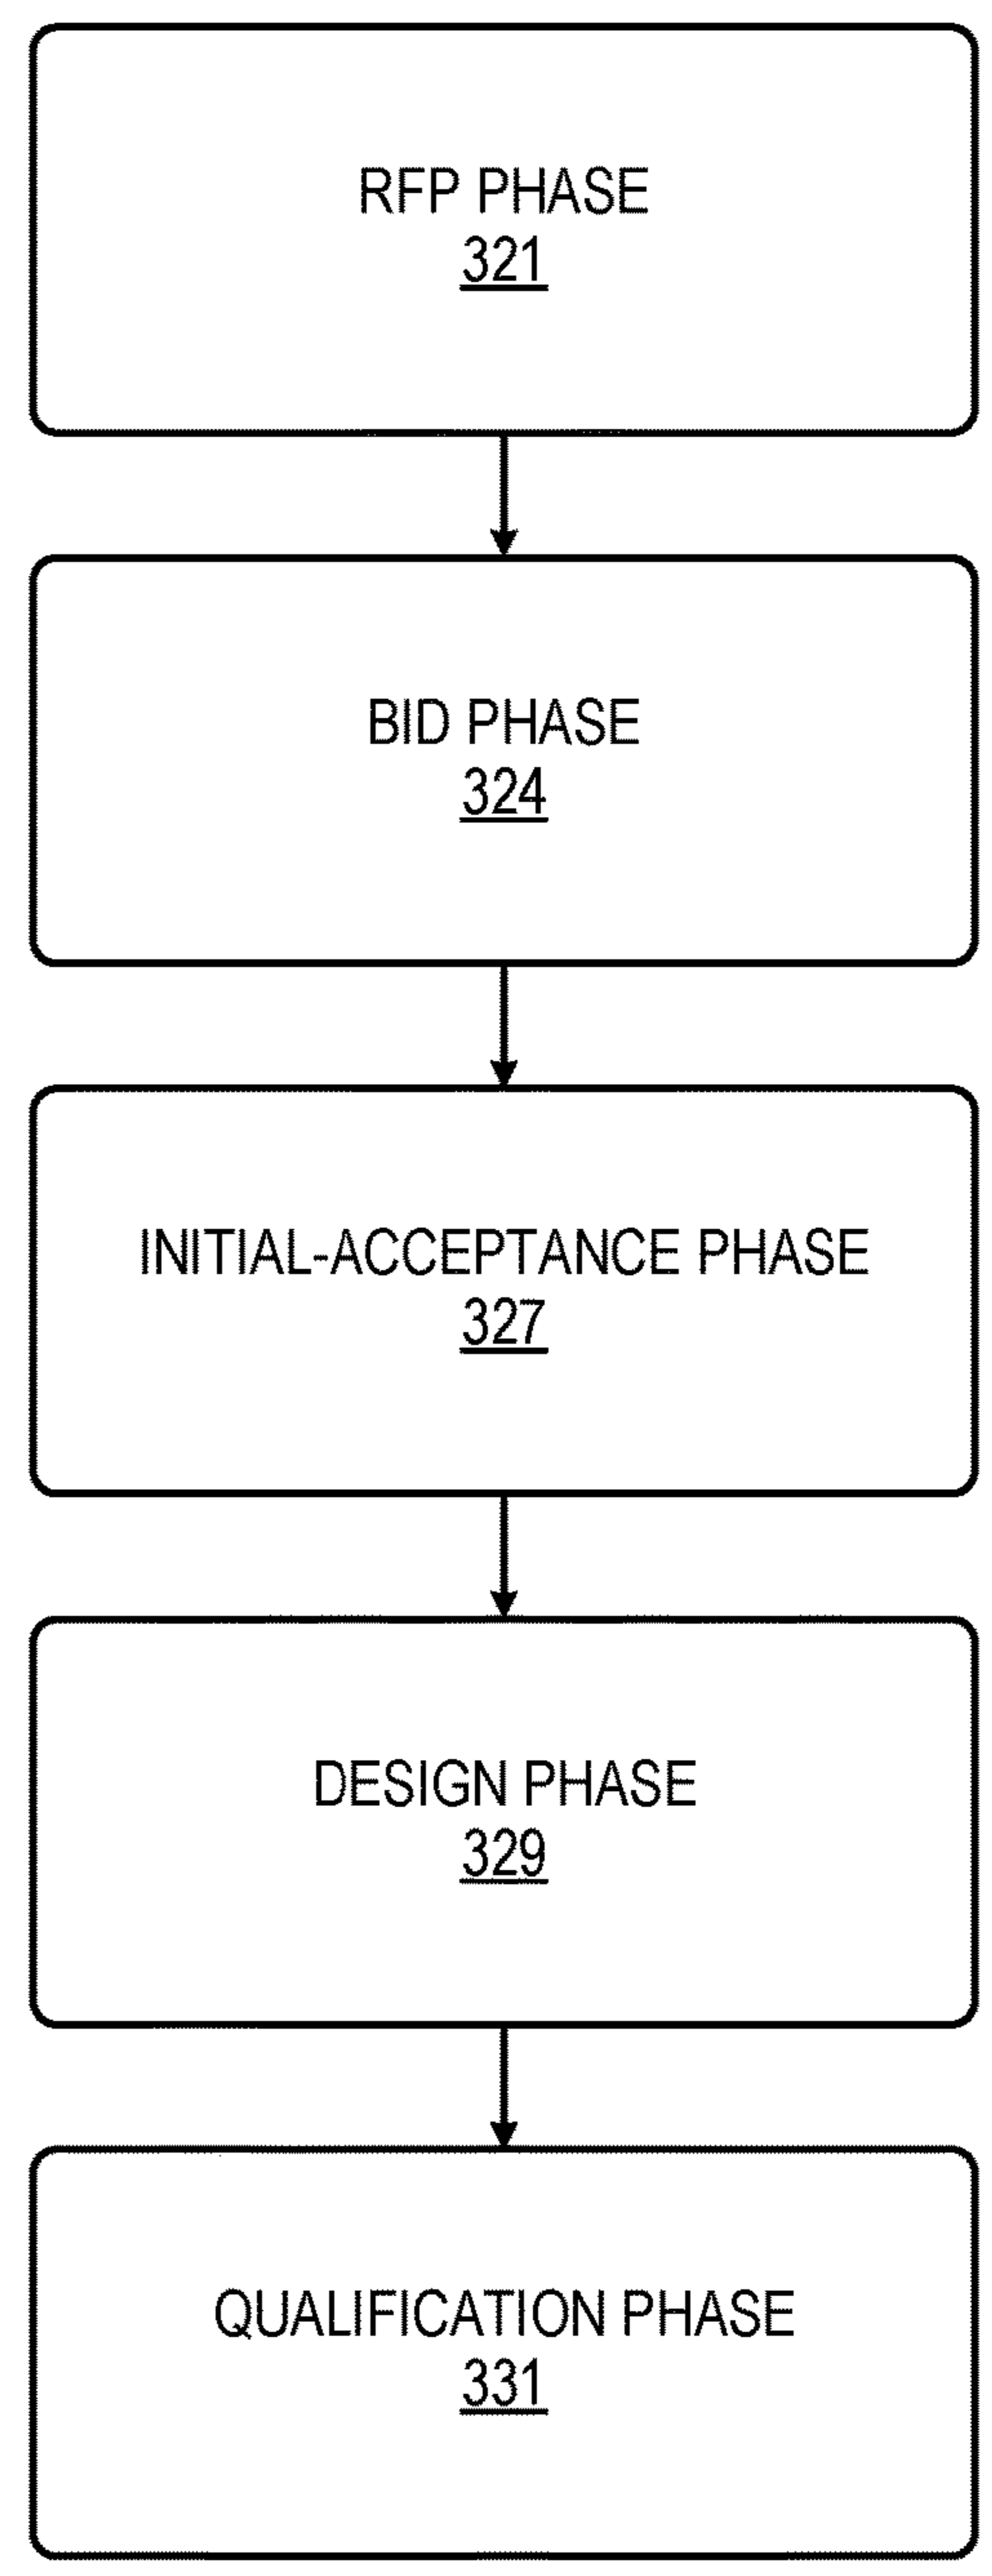 RFP PHASE
321
BID PHASE
324
INITIAL-ACCEPTANCE PHASE
327
DESIGN PHASE
329
QUALIFICATION PHASE
331